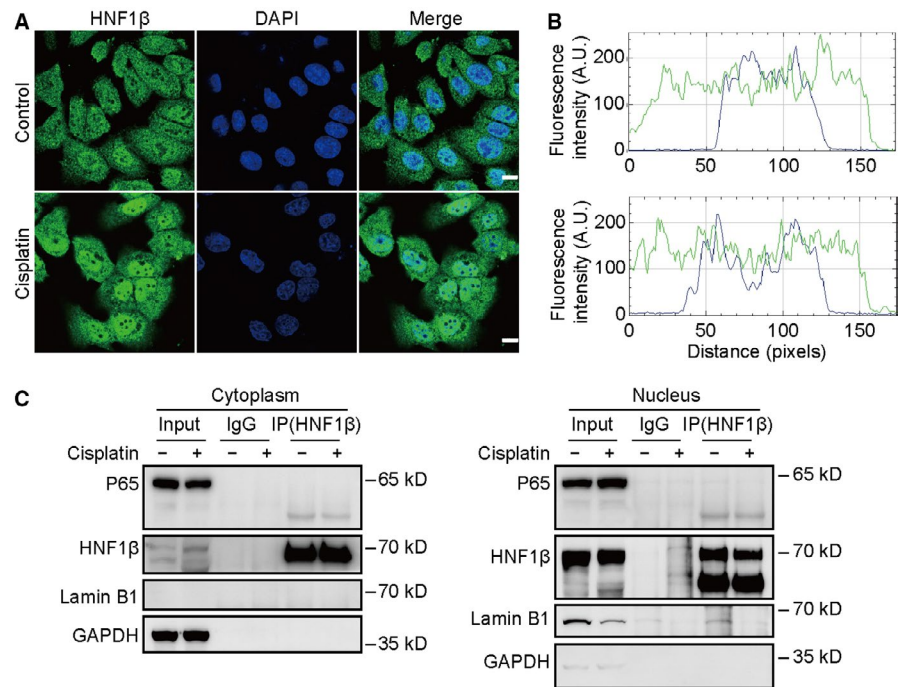 A
HNF1β DAPI Merge
Control
Cisplatin
B
Fluorescence intensity (A.U.)
200
100
0
0 50 100 150
Fluorescence intensity (A.U.)
200
100
0
0 50 100 150
Distance (pixels)
C
Cytoplasm
Input IgG IP(HNF1β)
Cisplatin − + − + − +
P65 −65 kD
HNF1β −70 kD
Lamin B1 −70 kD
GAPDH −35 kD
Nucleus
Input IgG IP(HNF1β)
Cisplatin − + − + − +
P65 −65 kD
HNF1β −70 kD
Lamin B1 −70 kD
GAPDH −35 kD